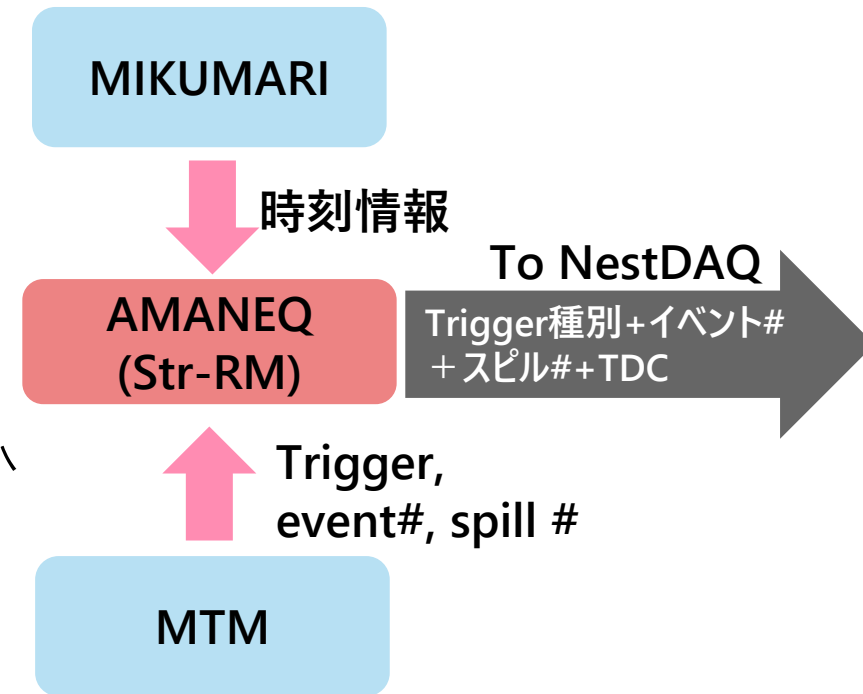 MIKUMARI
時刻情報
To NestDAQ
AMANEQ
(Str-RM)
Trigger種別+イベント#
＋スピル#+TDC
Trigger,
event#, spill #
MTM